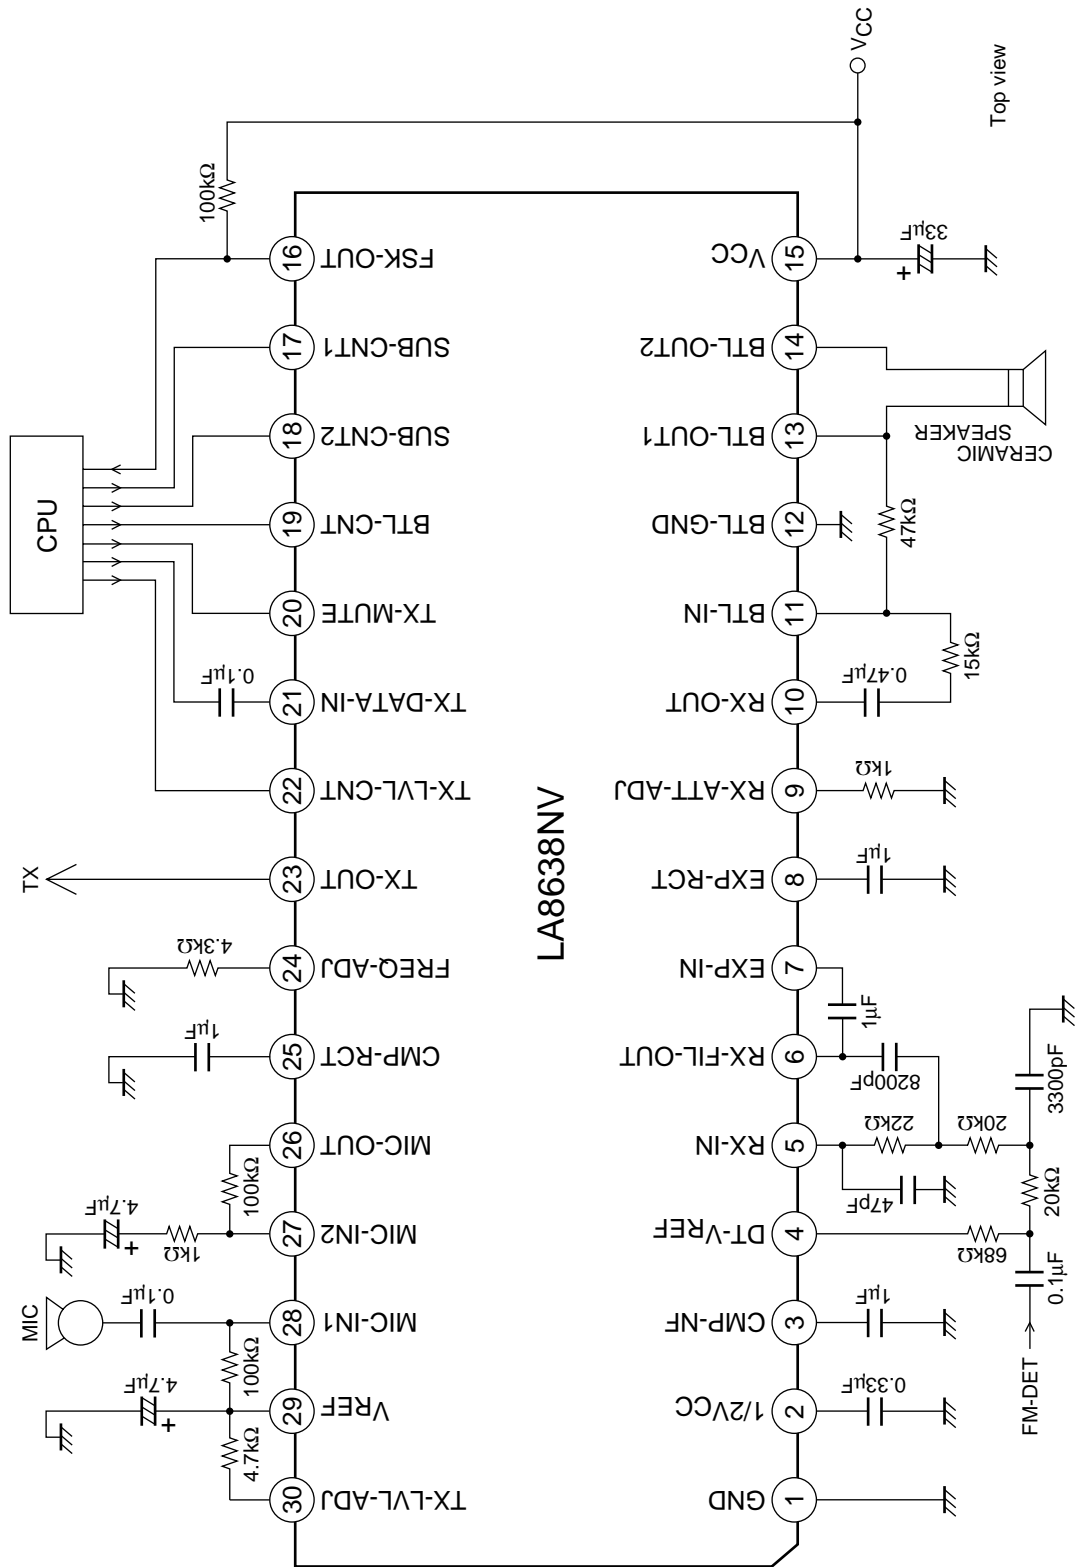 CPU
TX
MIC
100kΩ
0.1µF
4.3kΩ
1µF
100kΩ
4.7µF
1kΩ
0.1µF
100kΩ
4.7µF
4.7kΩ
16 FSK-OUT
17 SUB-CNT1
18 SUB-CNT2
19 BTL-CNT
20 TX-MUTE
21 TX-DATA-IN
22 TX-LVL-CNT
23 TX-OUT
24 FREQ-ADJ
25 CMP-RCT
26 MIC-OUT
27 MIC-IN2
28 MIC-IN1
29 VREF
30 TX-LVL-ADJ
LA8638NV
15 VCC
14 BTL-OUT2
13 BTL-OUT1
12 BTL-GND
11 BTL-IN
10 RX-OUT
9 RX-ATT-ADJ
8 EXP-RCT
7 EXP-IN
6 RX-FIL-OUT
5 RX-IN
4 DT-VREF
3 CMP-NF
2 1/2VCC
1 GND
VCC
33µF
+
+
+
CERAMIC
SPEAKER
47kΩ
15kΩ
0.47µF
1kΩ
1µF
1µF
8200pF
3300pF
22kΩ
20kΩ
47pF
20kΩ
68kΩ
0.1µF
1µF
FM-DET
0.33µF
Top view